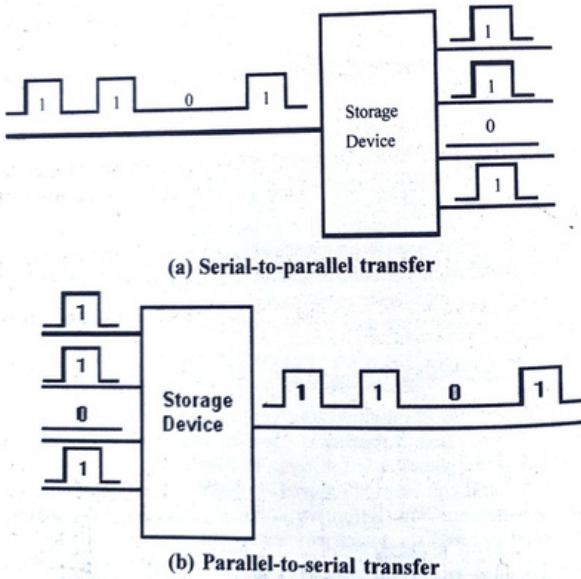 1
1 1 0 1
1
Storage
Device
0
1
(a) Serial-to-parallel transfer
1
1
Storage
Device
1 1 0 1
0
1
(b) Parallel-to-serial transfer